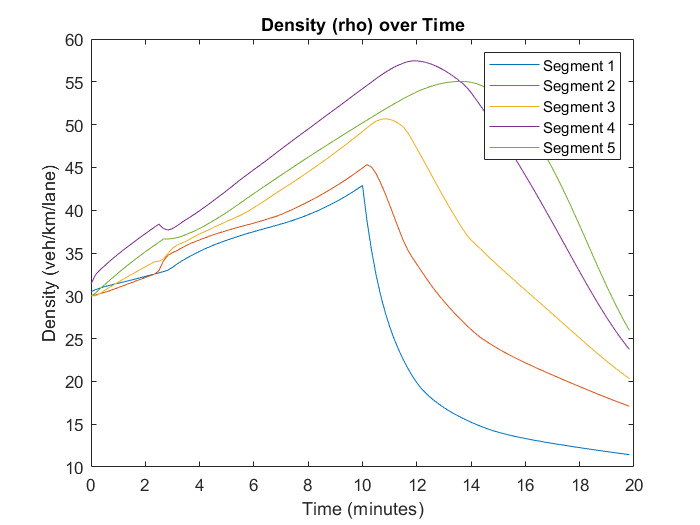 Density (rho) over Time
60
55
50
45
40
35
30
25
20
15
10
Density (veh/km/lane)
Segment 1
Segment 2
Segment 3
Segment 4
Segment 5
0 2 4 6 8 10 12 14 16 18 20
Time (minutes)